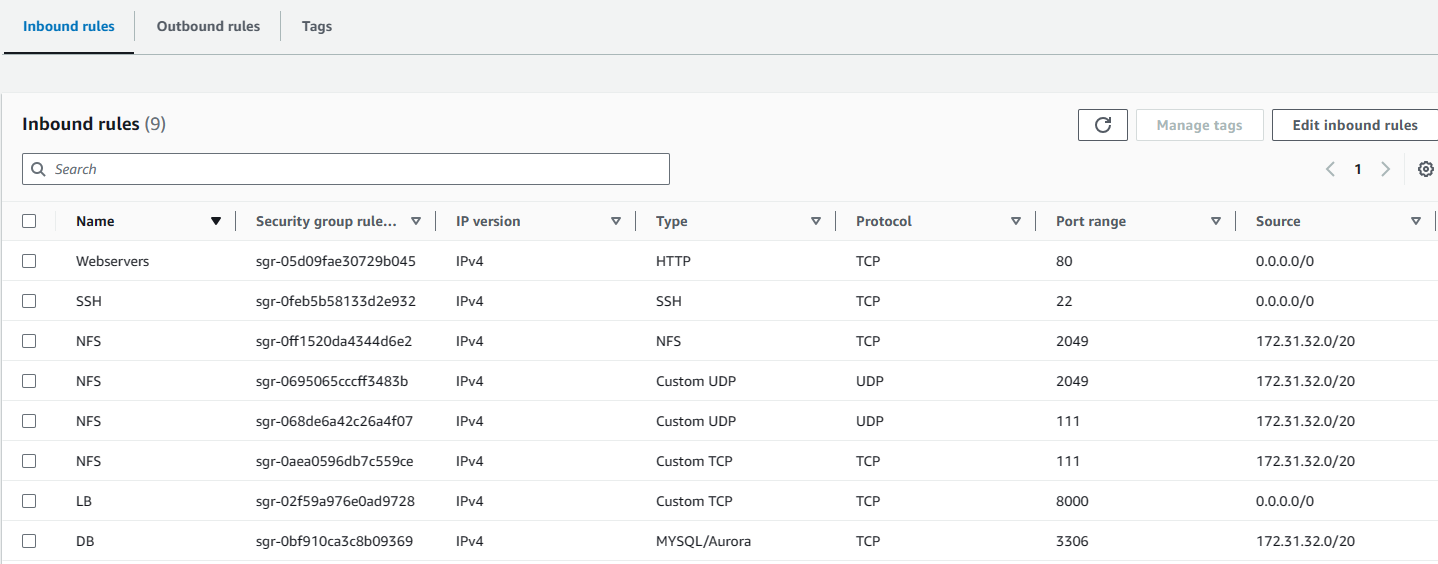 Inbound rules Outbound rules Tags
Inbound rules (9) Manage tags Edit inbound rules
Search 1
Name Security group rule... IP version Type Protocol Port range Source
Webservers sgr-05d09fae30729b045 IPv4 HTTP TCP 80 0.0.0.0/0
SSH sgr-0feb5b58133d2e932 IPv4 SSH TCP 22 0.0.0.0/0
NFS sgr-0ff1520da4344d6e2 IPv4 NFS TCP 2049 172.31.32.0/20
NFS sgr-0695065cccff3483b IPv4 Custom UDP UDP 2049 172.31.32.0/20
NFS sgr-068de6a42c26a4f07 IPv4 Custom UDP UDP 111 172.31.32.0/20
NFS sgr-0aea0596db7c559ce IPv4 Custom TCP TCP 111 172.31.32.0/20
LB sgr-02f59a976e0ad9728 IPv4 Custom TCP TCP 8000 0.0.0.0/0
DB sgr-0bf910ca3c8b09369 IPv4 MYSQL/Aurora TCP 3306 172.31.32.0/20